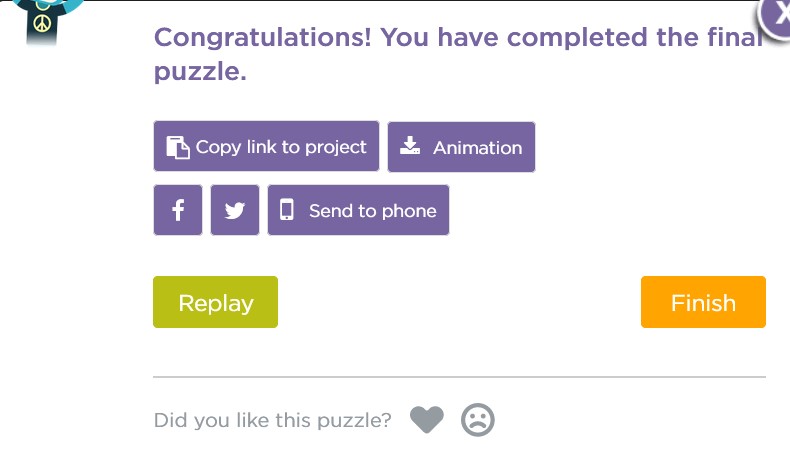 Congratulations! You have completed the final
puzzle.
Copy link to project
Animation
Send to phone
Replay
Finish
Did you like this puzzle?